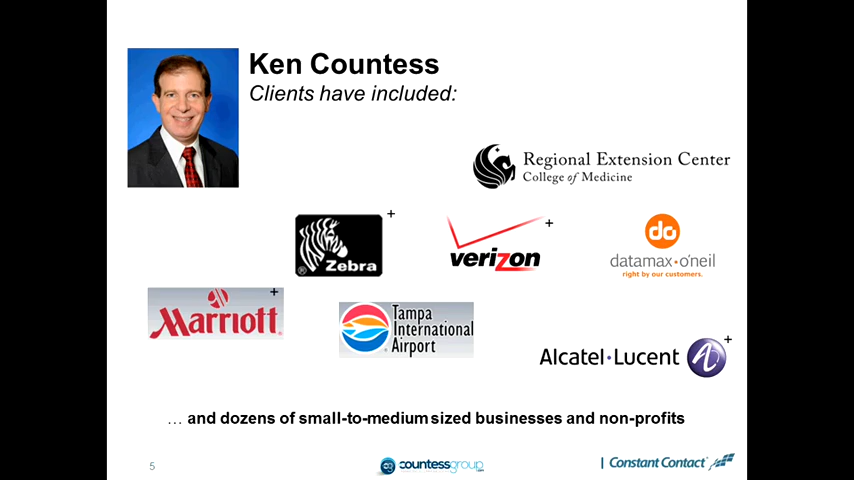 Ken Countess
Clients have included:
Regional Extension Center
College of Medicine
+
+
Zebra
®
verizon
do
datamax•o'neil
right by our customers.
+
Marriott
Tampa
International
Airport
+
Alcatel•Lucent
... and dozens of small-to-medium sized businesses and non-profits
5
countessgroup
.com
| Constant Contact